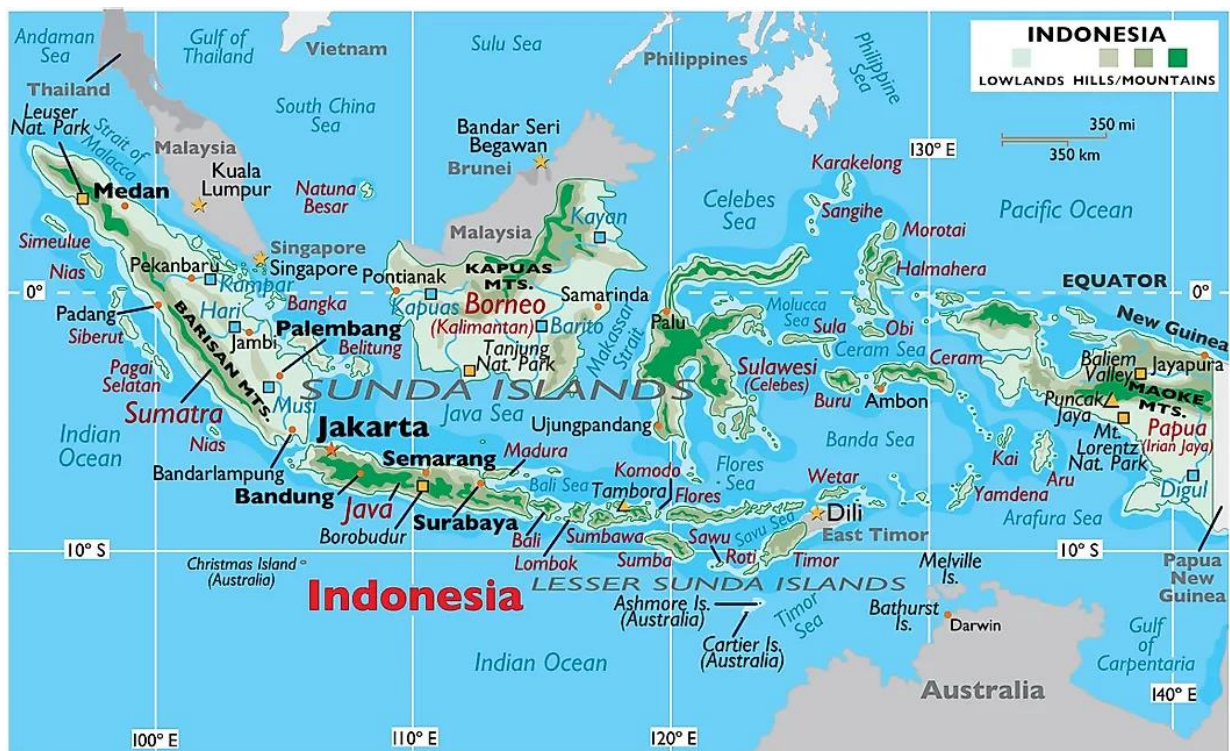 INDONESIA
LOWLANDS HILLS/MOUNTAINS
350 mi
350 km
Andaman
Sea
Gulf of
Thailand
Vietnam
Sulu Sea
Philippines
Philippine
Sea
Thailand
Leuser
Nat. Park
Strait of
Malacca
South China
Sea
Malaysia
Kuala
Lumpur
Natuna
Besar
Bandar Seri
Begawan
Brunei
Malaysia
Kayan
Celebes
Sea
Karakelong
Sangihe
130° E
Pacific Ocean
Morotai
Halmahera
Medan
Simeulue
Nias
Singapore
Singapore
Pekanbaru
Rampar
Pontianak
KAPUAS
MTS.
Kapuas
Borneo
(Kalimantan)
Samarinda
Barito
Makassar
Strait
EQUATOR
0°
0°
Padang
Hari
Bangka
Siberut
BARISAN MTS.
Jambi
Palembang
Belitung
Pagai
Selatan
Sumatra
Musi
Tanjung
Nat. Park
Palu
Molucca
Sea
Sula
Obi
Ceram Sea
Ceram
Sulawesi
(Celebes)
Buru
Ambon
New Guinea
Baliem
Valley
Jayapura
MAOKE
MTS.
Puncak
Jaya
Papua
(Irian Jaya)
Mt.
Lorentz
Nat. Park
Digul
SUNDA ISLANDS
Java Sea
Ujungpandang
Banda Sea
Indian
Ocean
Nias
Jakarta
Bandarlampung
Semarang
Madura
Bandung
Java
Borobudur
Surabaya
Bali Sea
Tambora
Komodo
Flores
Sea
Flores
Wetar
Kai
Aru
Yamdena
Arafura Sea
Bali
Lombok
Sumbawa
Sumba
Sawu
Savu Sea
Roti
Dili
East Timor
Timor
10° S
10° S
Christmas Island
(Australia)
Indonesia
LESSER SUNDA ISLANDS
Ashmore Is.
(Australia)
Cartier Is.
(Australia)
Timor
Sea
Melville
Is.
Bathurst
Is.
Darwin
Papua
New
Guinea
Gulf
of
Carpentaria
Indian Ocean
Australia
100° E
110° E
120° E
140° E